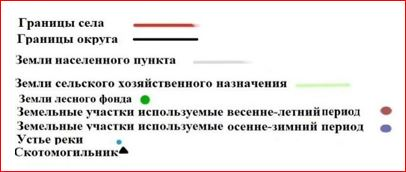 Границы села
Границы округа
Земли населенного пункта
Земли сельского хозяйственного назначения
Земли лесного фонда
Земельные участки используемые весенне-летний период
Земельные участки используемые осенне-зимний период
Устье реки
Скотомогильник